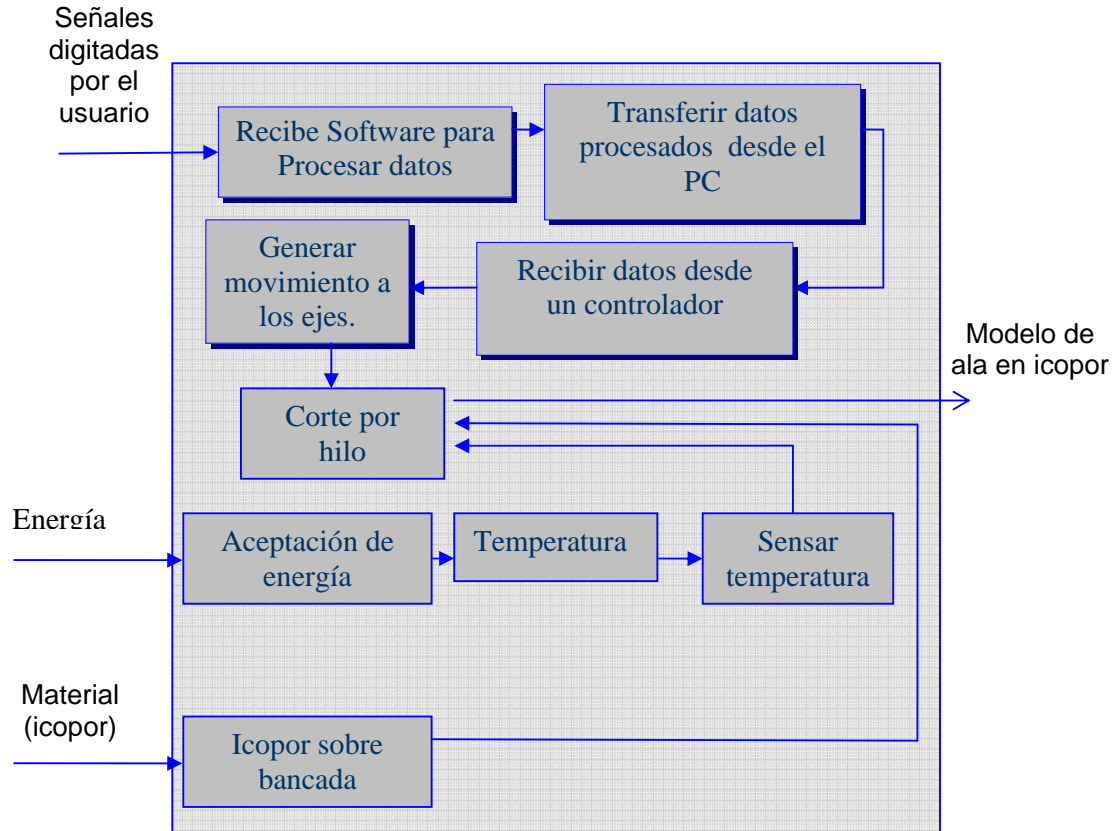 Señales
digitadas
por el
usuario
Recibe Software para
Procesar datos
Transferir datos
procesados desde el
PC
Generar
movimiento a
los ejes.
Recibir datos desde
un controlador
Modelo de
ala en icopor
Corte por
hilo
Energía
Aceptación de
energía
Temperatura
Sensar
temperatura
Material
(icopor)
Icopor sobre
bancada